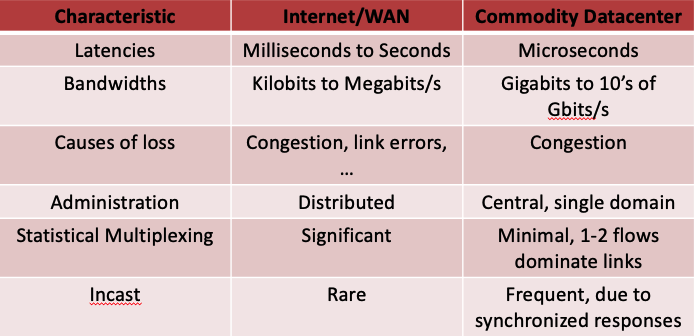 Characteristic Internet/WAN Commodity Datacenter
Latencies Milliseconds to Seconds Microseconds
Bandwidths Kilobits to Megabits/s Gigabits to 10’s of
Gbits/s
Causes of loss Congestion, link errors, Congestion
...
Administration Distributed Central, single domain
Statistical Multiplexing Significant Minimal, 1-2 flows
dominate links
Incast Rare Frequent, due to
synchronized responses